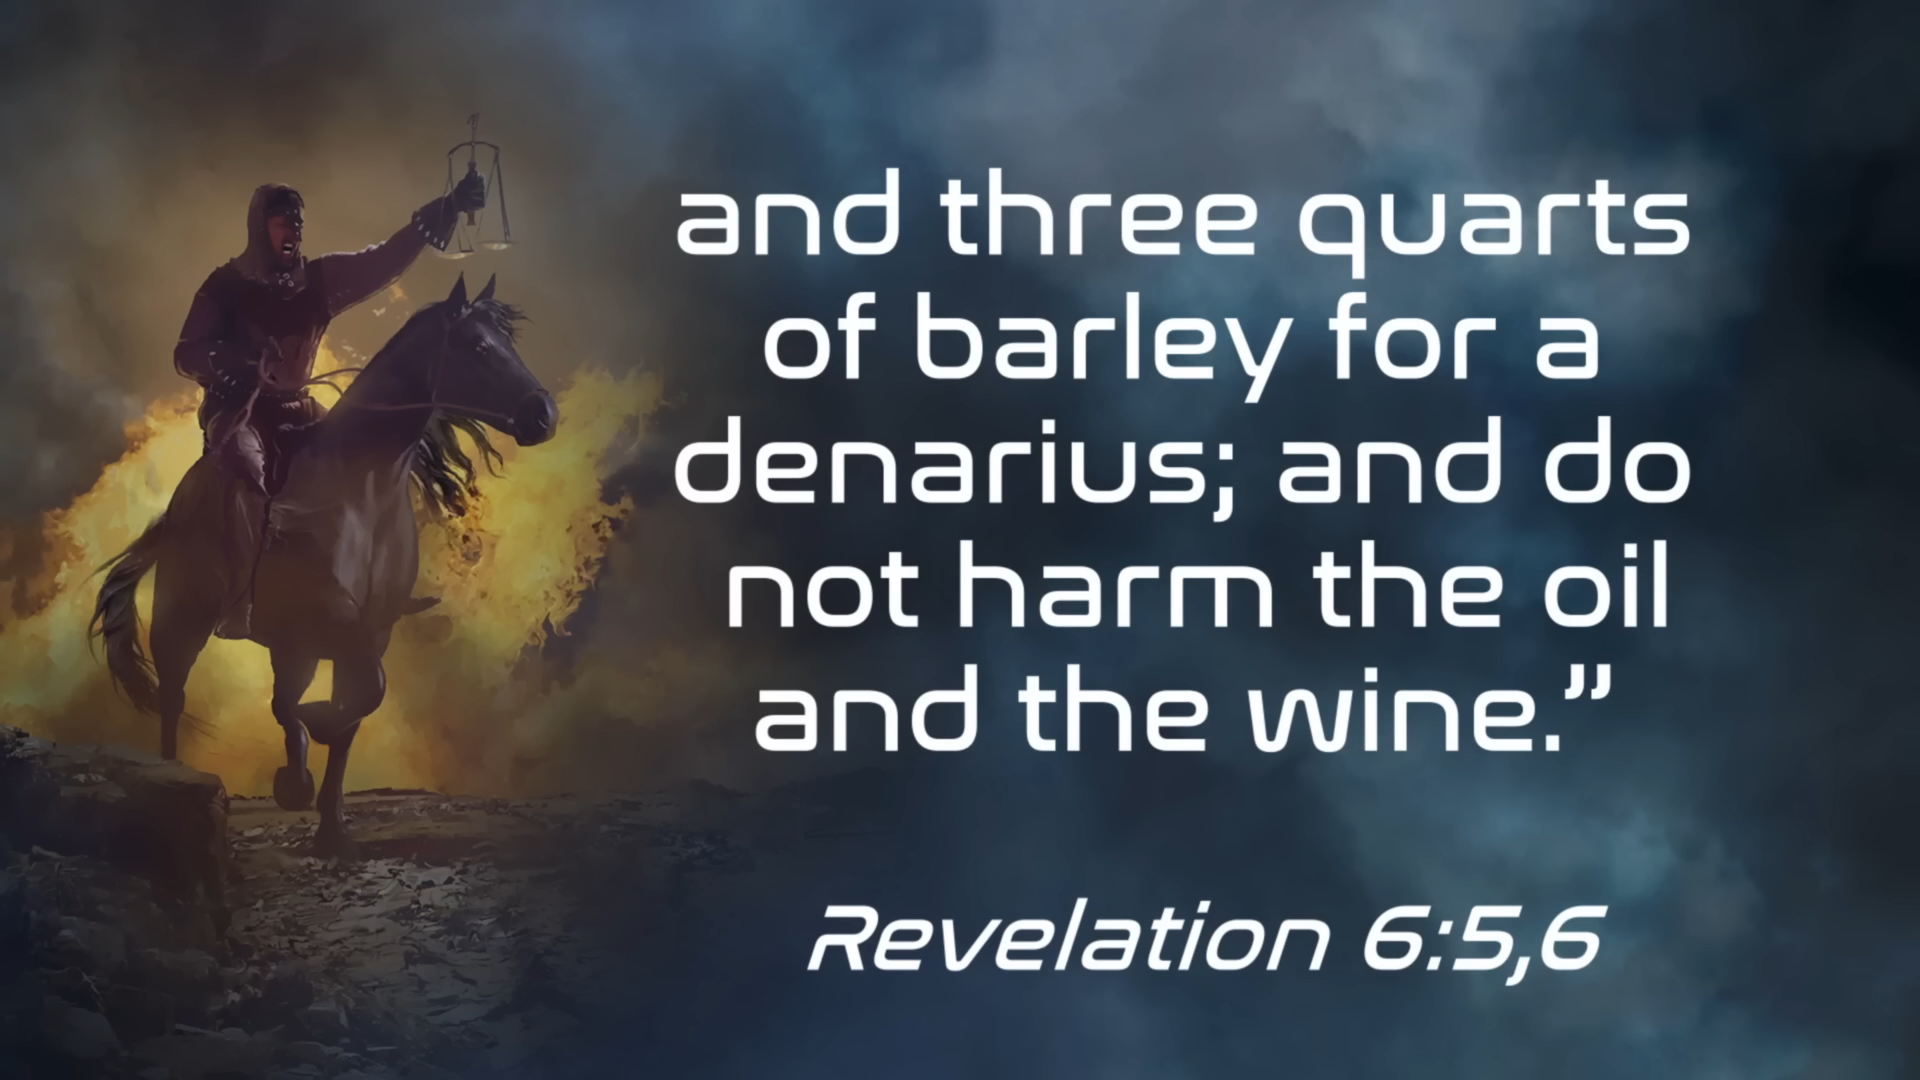 and three quarts
of barley for a
denarius; and do
not harm the oil
and the wine.”
Revelation 6:5,6